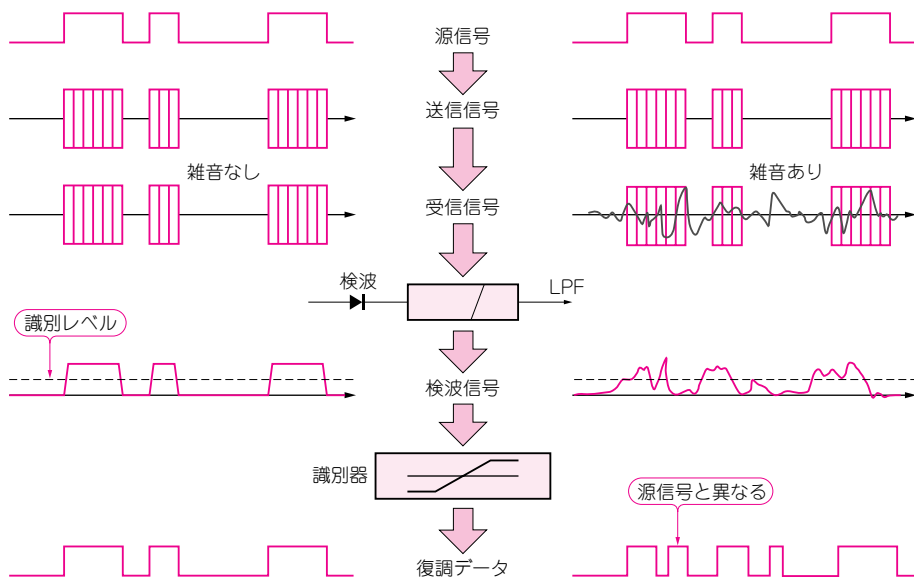 源信号
送信信号
雑音なし
雑音あり
受信信号
検波
LPF
識別レベル
検波信号
識別器
源信号と異なる
復調データ